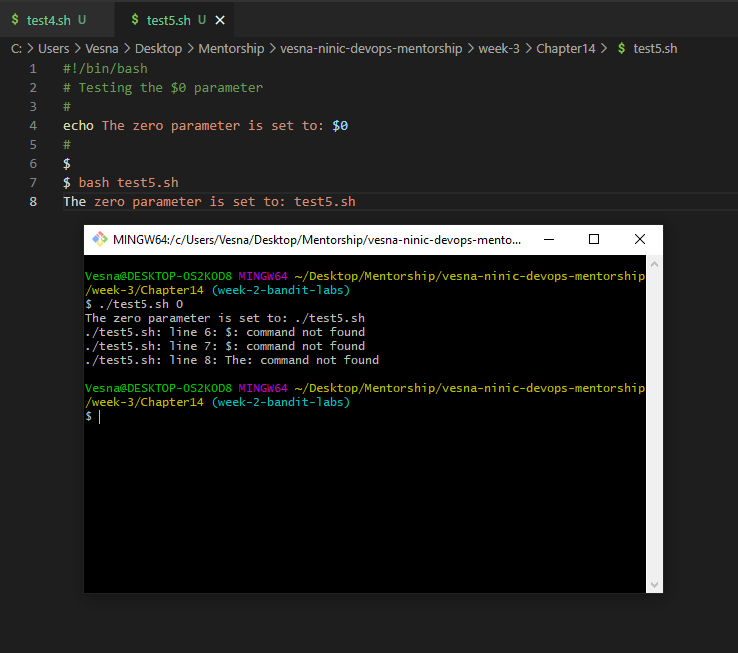 $ test4.sh U $ test5.sh U ×
C: > Users > Vesna > Desktop > Mentorship > vesna-ninic-devops-mentorship > week-3 > Chapter14 > $ test5.sh
1 #!/bin/bash
2 # Testing the $0 parameter
3 #
4 echo The zero parameter is set to: $0
5 #
6 $
7 $ bash test5.sh
8 The zero parameter is set to: test5.sh
MINGW64:/c/Users/Vesna/Desktop/Mentorship/vesna-ninic-devops-mento...
Vesna@DESKTOP-OS2KOD8 MINGW64 ~/Desktop/Mentorship/vesna-ninic-devops-mentorship
/week-3/Chapter14 (week-2-bandit-labs)
$ ./test5.sh O
The zero parameter is set to: ./test5.sh
./test5.sh: line 6: $: command not found
./test5.sh: line 7: $: command not found
./test5.sh: line 8: The: command not found
Vesna@DESKTOP-OS2KOD8 MINGW64 ~/Desktop/Mentorship/vesna-ninic-devops-mentorship
/week-3/Chapter14 (week-2-bandit-labs)
$